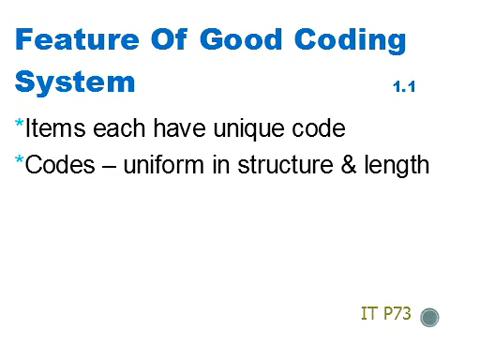 Feature Of Good Coding
System 1.1
*Items each have unique code
*Codes – uniform in structure & length
IT P73